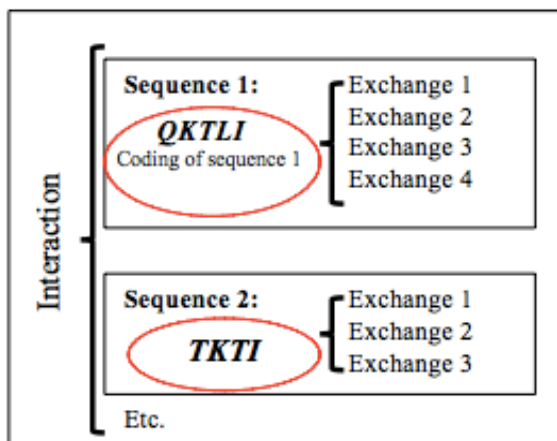 Interaction
Sequence 1:
QKTLI
Coding of sequence 1
Exchange 1
Exchange 2
Exchange 3
Exchange 4
Sequence 2:
TKTI
Exchange 1
Exchange 2
Exchange 3
Etc.